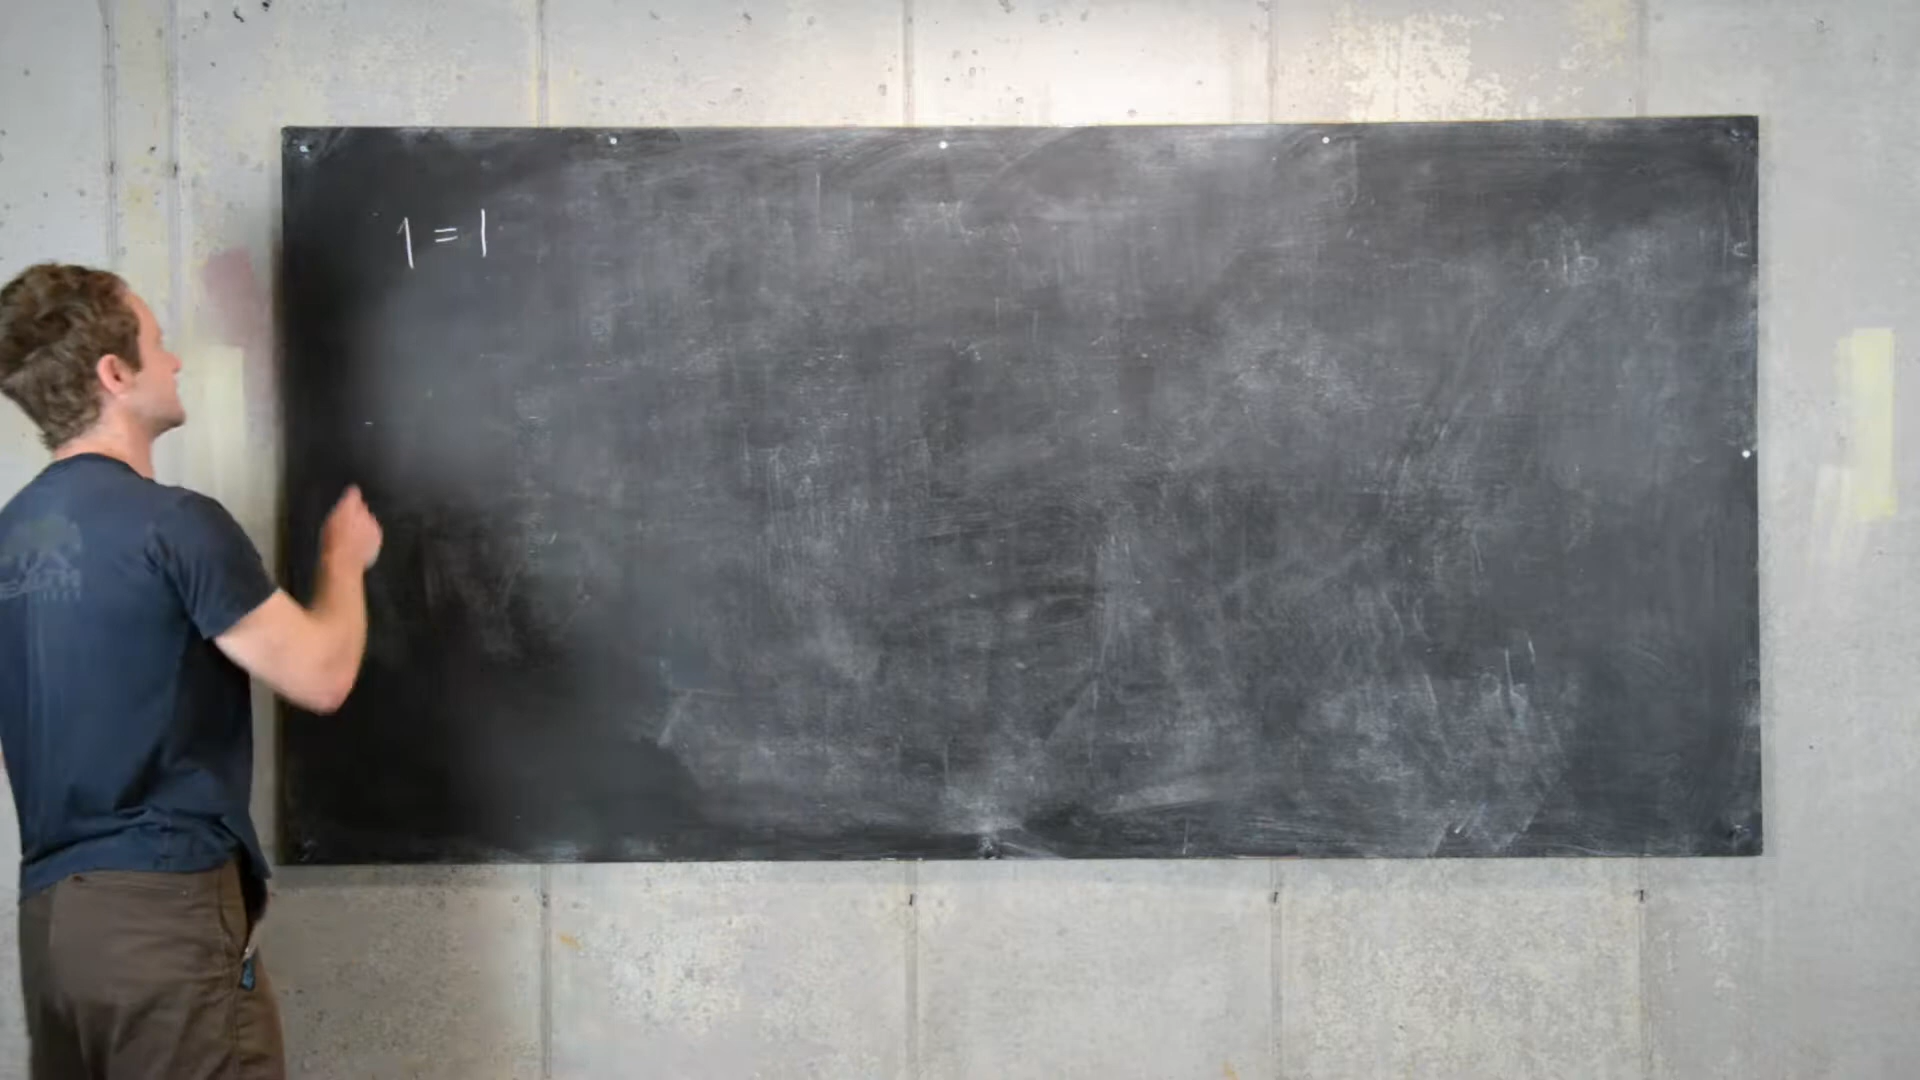 1 = 1